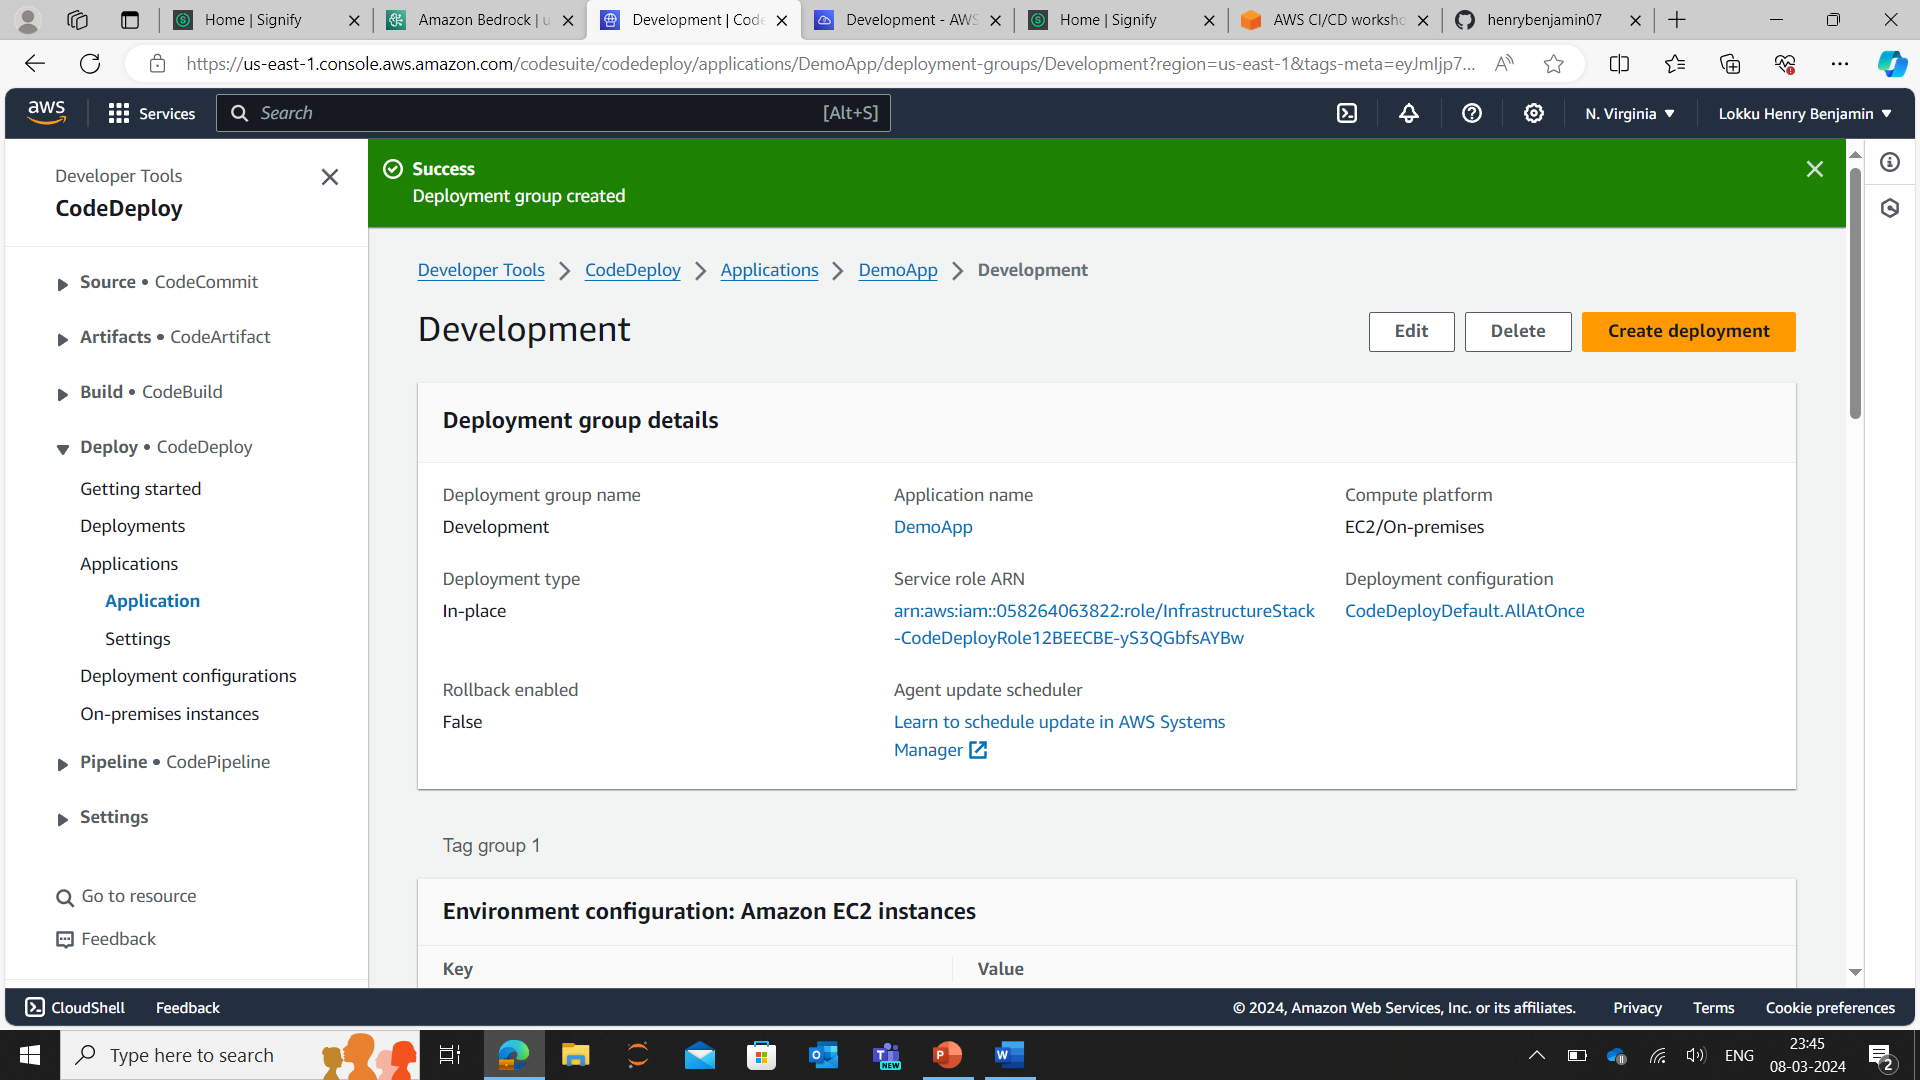 Home | Signify
Amazon Bedrock | u
Development | Code
Development - AWS
Home | Signify
AWS CI/CD worksho
henrybenjamin07
https://us-east-1.console.aws.amazon.com/codesuite/codedeploy/applications/DemoApp/deployment-groups/Development?region=us-east-1&tags-meta=eyJmIjp7...
aws
Services
Search
[Alt+S]
N. Virginia
Lokku Henry Benjamin
Developer Tools
CodeDeploy
Source • CodeCommit
Artifacts • CodeArtifact
Build • CodeBuild
Deploy • CodeDeploy
Getting started
Deployments
Applications
Application
Settings
Deployment configurations
On-premises instances
Pipeline • CodePipeline
Settings
Go to resource
Feedback
Success
Deployment group created
Developer Tools
CodeDeploy
Applications
DemoApp
Development
Development
Edit
Delete
Create deployment
Deployment group details
Deployment group name
Development
Application name
DemoApp
Compute platform
EC2/On-premises
Deployment type
In-place
Service role ARN
arn:aws:iam::058264063822:role/InfrastructureStack
-CodeDeployRole12BEECBE-yS3QGbfsAYBw
Deployment configuration
CodeDeployDefault.AllAtOnce
Rollback enabled
False
Agent update scheduler
Learn to schedule update in AWS Systems
Manager
Tag group 1
Environment configuration: Amazon EC2 instances
Key
Value
CloudShell
Feedback
© 2024, Amazon Web Services, Inc. or its affiliates.
Privacy
Terms
Cookie preferences
Type here to search
NEW
ENG
23:45
08-03-2024
2